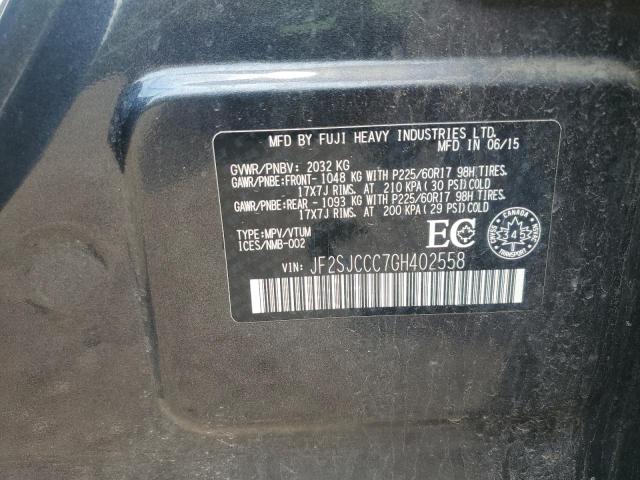 MFD BY FUJI HEAVY INDUSTRIES LTD.
MFD IN 06/15
GVWR/PNBV: 2032 KG
GAWR/PNBE:FRONT-1048 KG WITH P225/60R17 98H TIRES.
17X7J RIMS. AT 210 KPA (30 PSI) COLD
GAWR/PNBE:REAR -1093 KG WITH P225/60R17 98H TIRES.
17X7J RIMS. AT 200 KPA (29 PSI) COLD
TYPE:MPV/VTUM
ICES/NMB-002
EC
CANADA
345
CMVSS
NSVAC
VIN: JF2SJCCC7GH402558